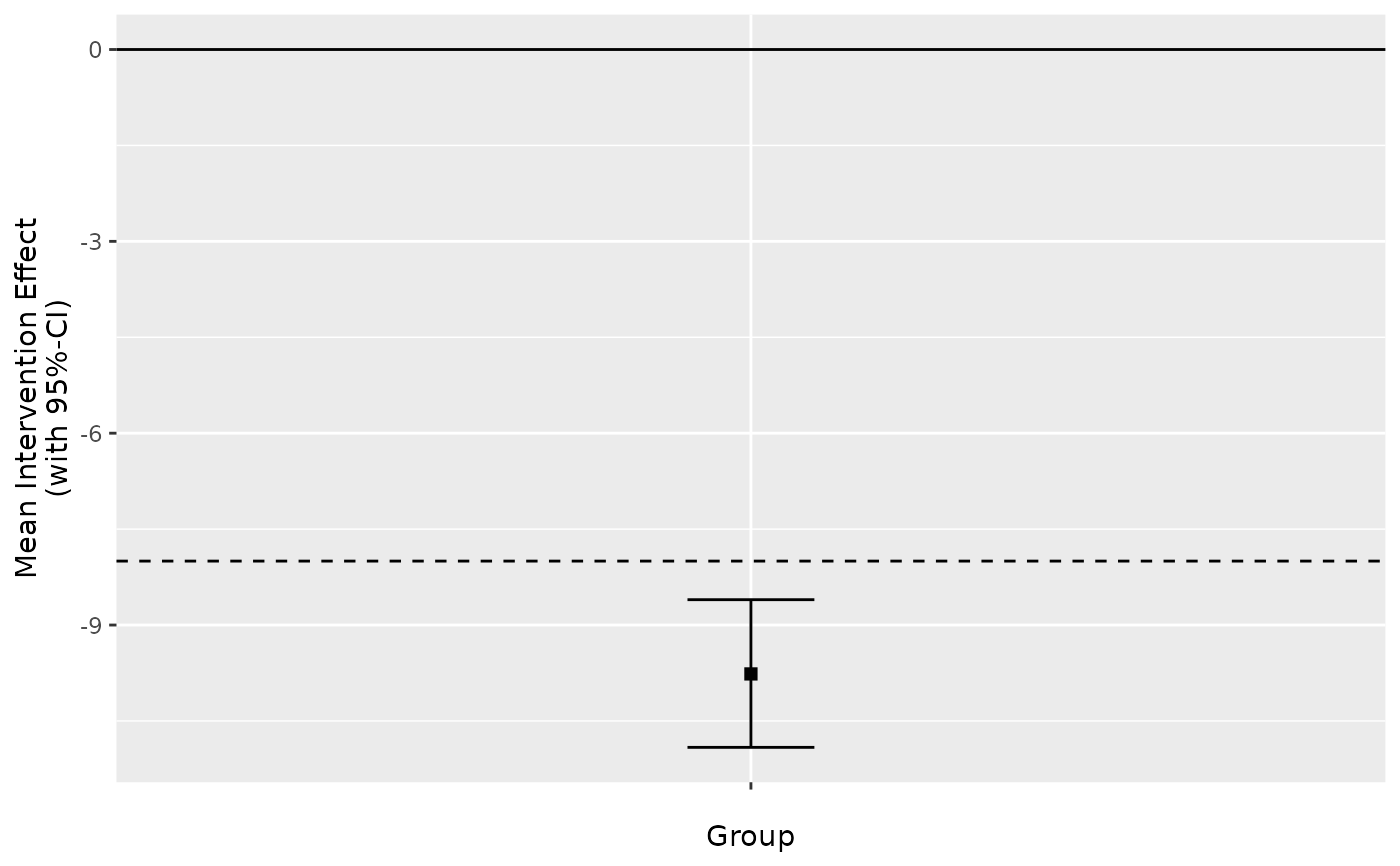 Mean Intervention Effect
(with 95%-CI)
0
-3
-6
-9
Group